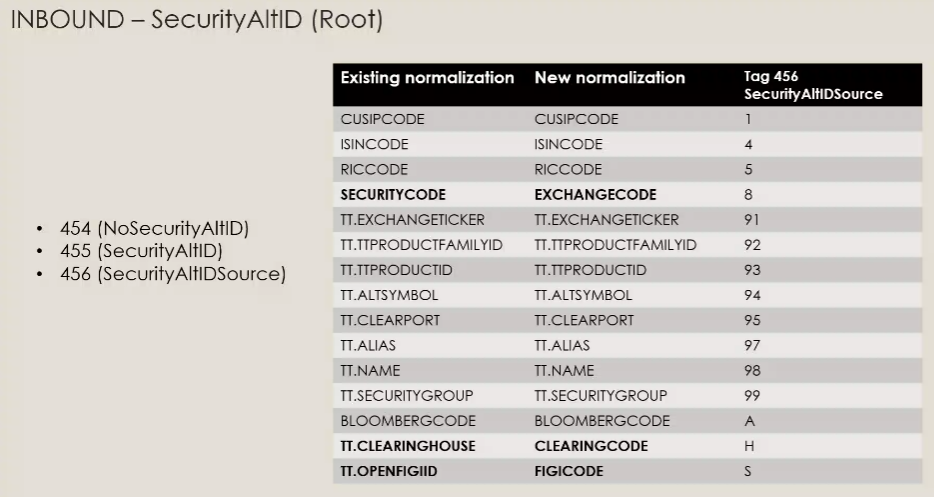 INBOUND – SecurityAltID (Root)
• 454 (NoSecurityAltID)
• 455 (SecurityAltID)
• 456 (SecurityAltIDSource)
Existing normalization New normalization Tag 456 SecurityAltIDSource
CUSIPCODE CUSIPCODE 1
ISINCODE ISINCODE 4
RICCODE RICCODE 5
SECURITYCODE EXCHANGECODE 8
TT.EXCHANGETICKER TT.EXCHANGETICKER 91
TT.TTPRODUCTFAMILYID TT.TTPRODUCTFAMILYID 92
TT.TTPRODUCTID TT.TTPRODUCTID 93
TT.ALTSYMBOL TT.ALTSYMBOL 94
TT.CLEARPORT TT.CLEARPORT 95
TT.ALIAS TT.ALIAS 97
TT.NAME TT.NAME 98
TT.SECURITYGROUP TT.SECURITYGROUP 99
BLOOMBERGCODE BLOOMBERGCODE A
TT.CLEARINGHOUSE CLEARINGCODE H
TT.OPENFIGIID FIGICODE S